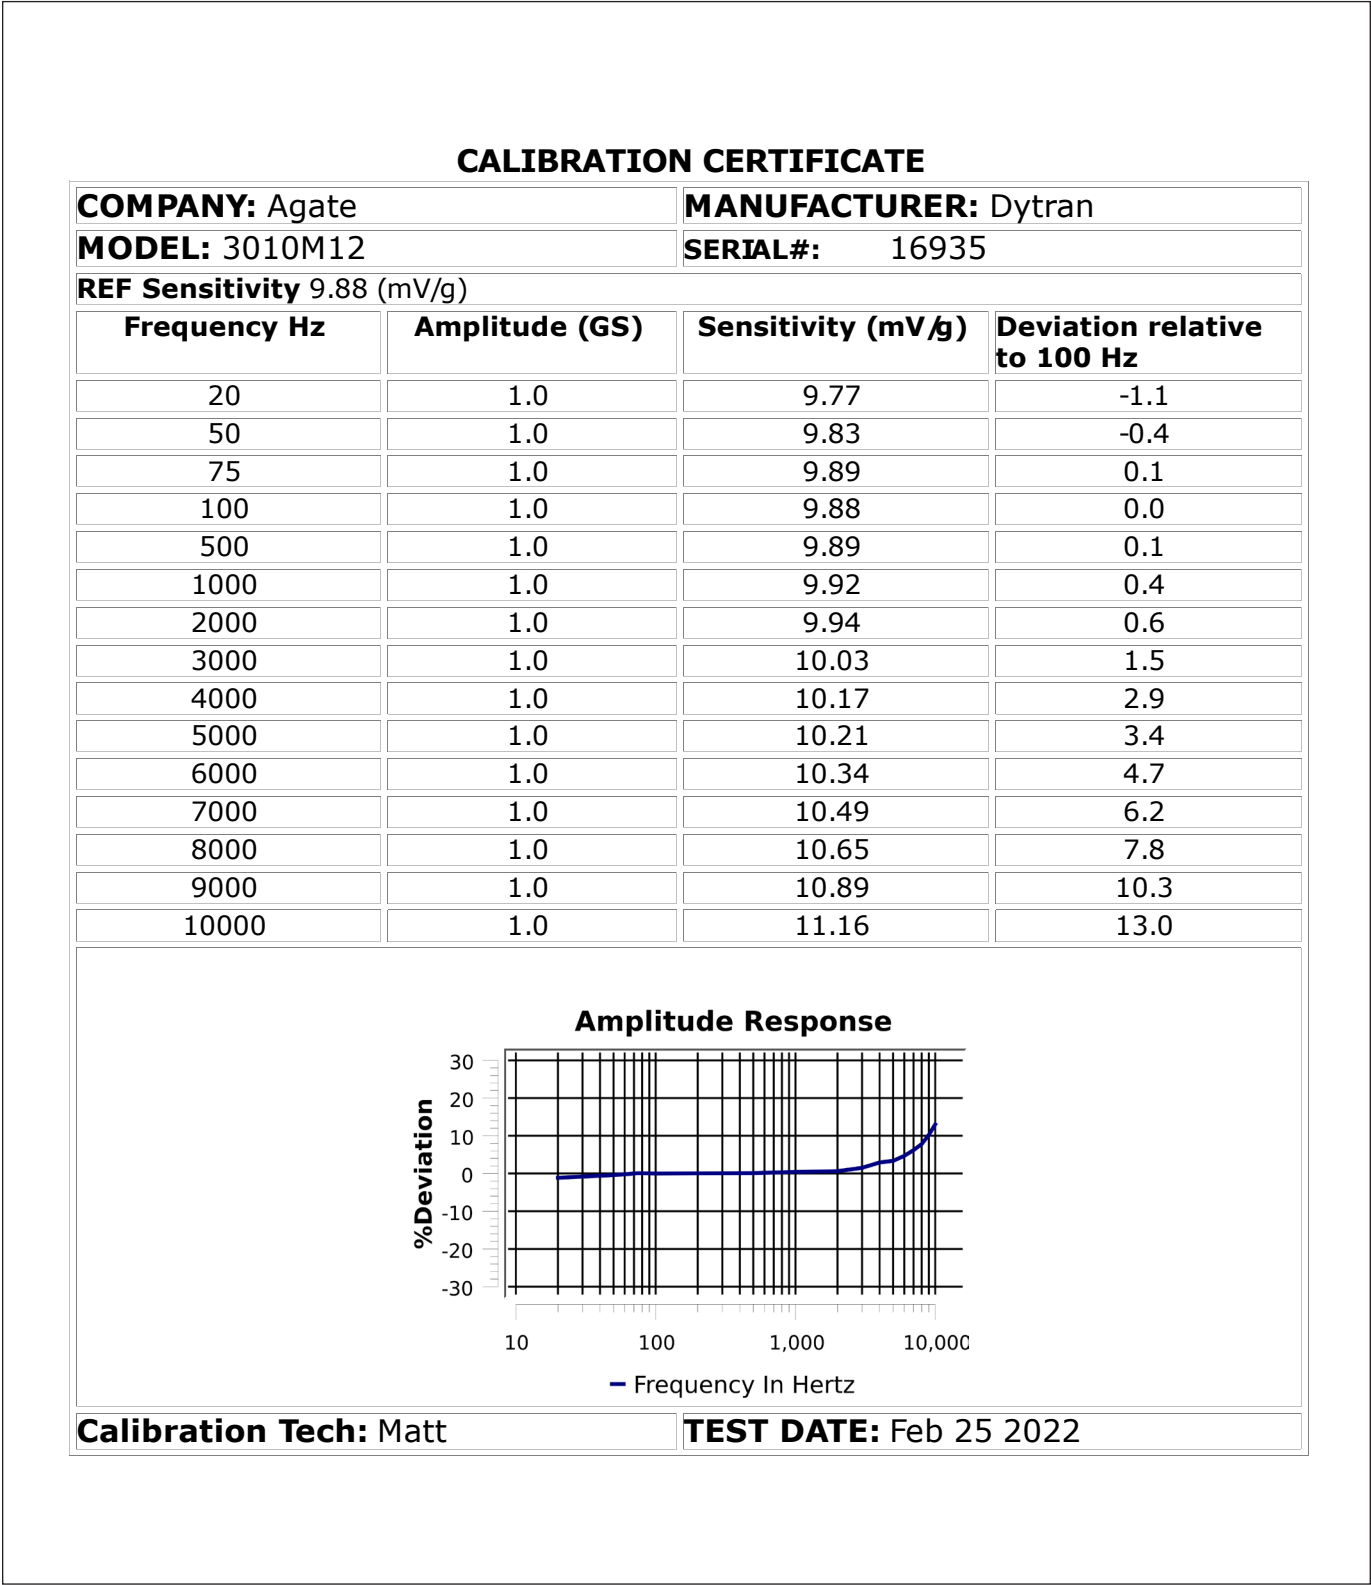 CALIBRATION CERTIFICATE
COMPANY: Agate MANUFACTURER: Dytran
MODEL: 3010M12 SERIAL#: 16935
REF Sensitivity 9.88 (mV/g)
Frequency Hz Amplitude (GS) Sensitivity (mV/g) Deviation relative
to 100 Hz
20 1.0 9.77 -1.1
50 1.0 9.83 -0.4
75 1.0 9.89 0.1
100 1.0 9.88 0.0
500 1.0 9.89 0.1
1000 1.0 9.92 0.4
2000 1.0 9.94 0.6
3000 1.0 10.03 1.5
4000 1.0 10.17 2.9
5000 1.0 10.21 3.4
6000 1.0 10.34 4.7
7000 1.0 10.49 6.2
8000 1.0 10.65 7.8
9000 1.0 10.89 10.3
10000 1.0 11.16 13.0
Amplitude Response
%Deviation
30
20
10
0
-10
-20
-30
10 100 1,000 10,000
Frequency In Hertz
Calibration Tech: Matt TEST DATE: Feb 25 2022